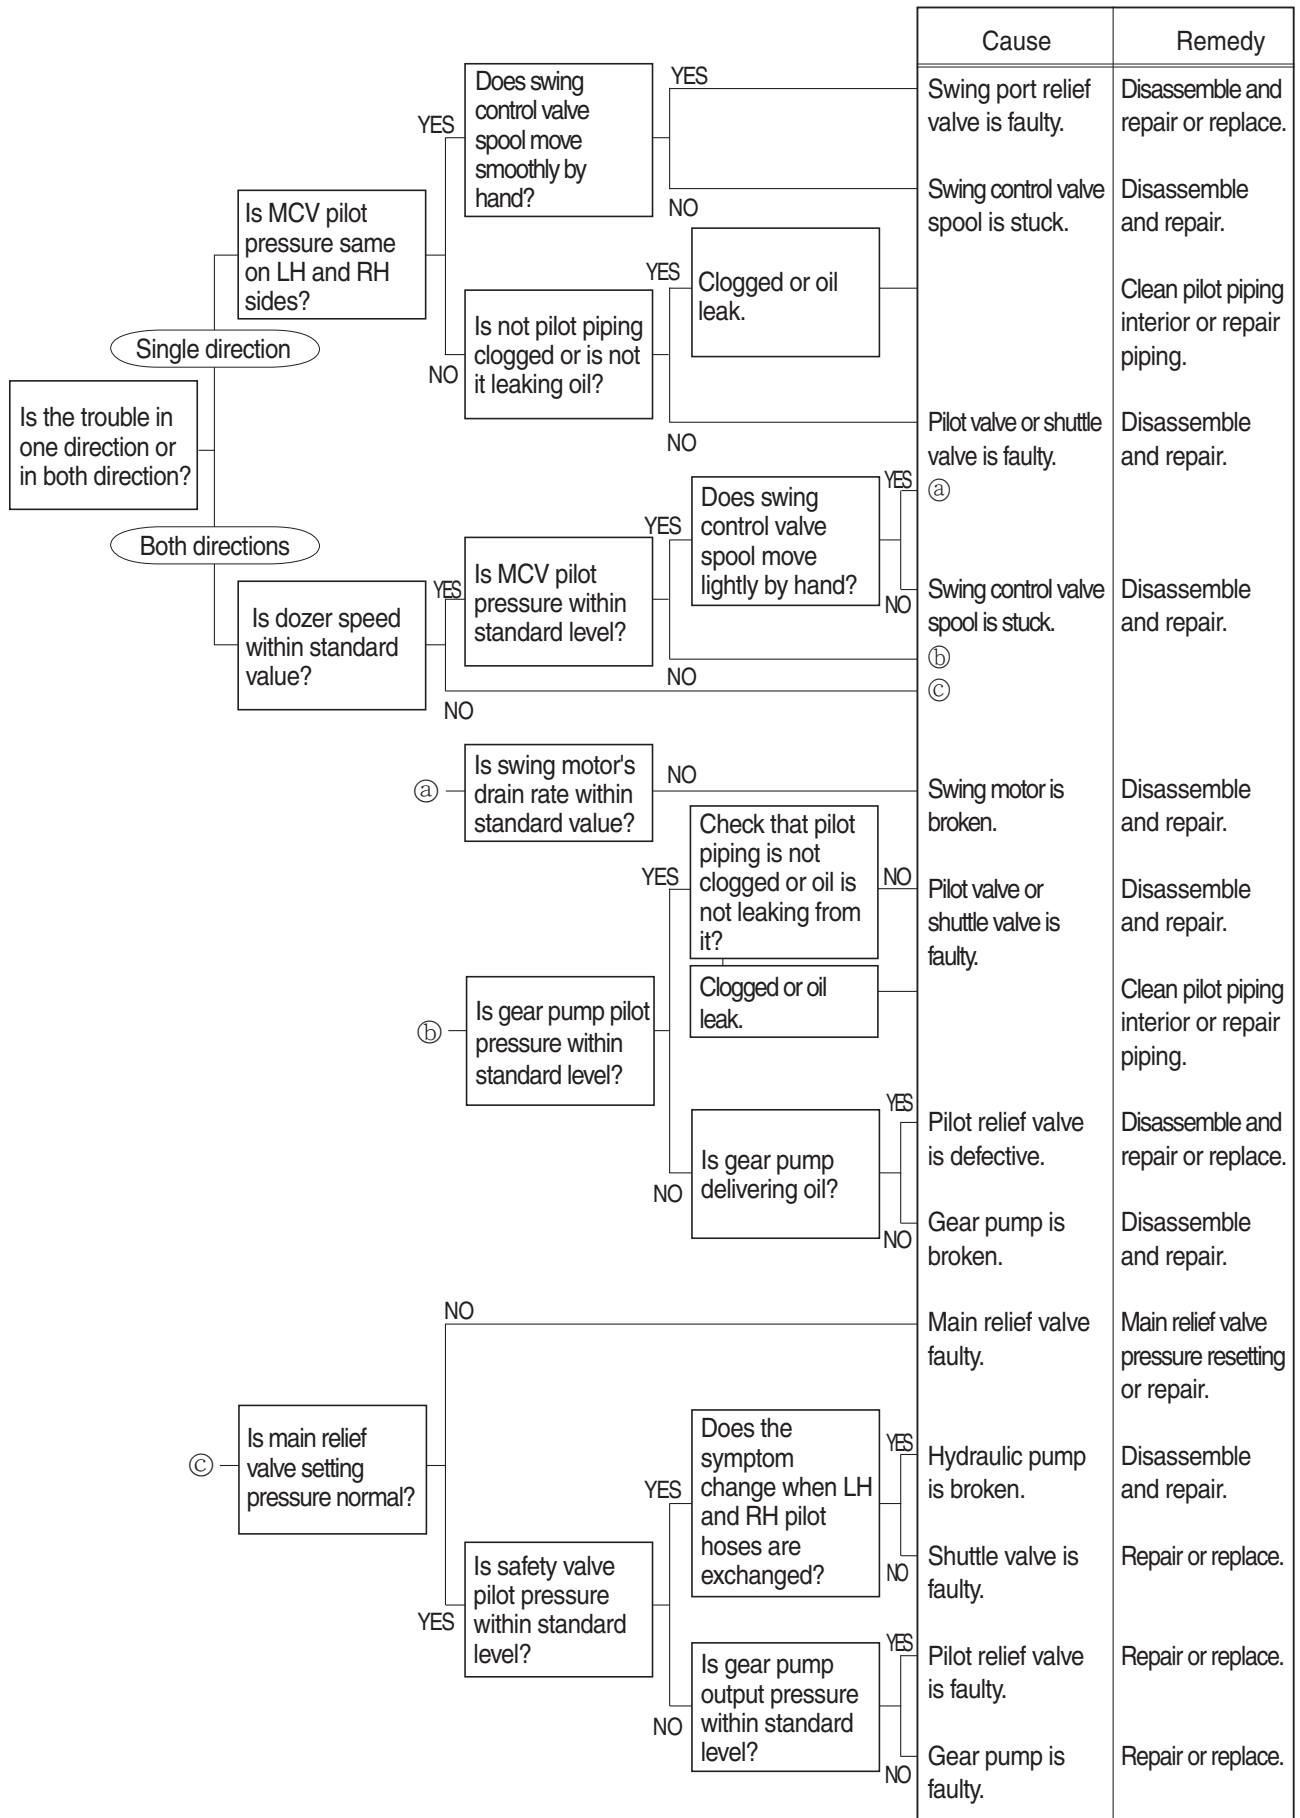 Cause
Remedy
YES
Does swing
control valve
spool move
smoothly by
hand?
YES
NO
Swing port relief
valve is faulty.
Disassemble and
repair or replace.
Swing control valve
spool is stuck.
Disassemble
and repair.
Is MCV pilot
pressure same
on LH and RH
sides?
NO
Is not pilot piping
clogged or is not
it leaking oil?
YES
Clogged or oil
leak.
Clean pilot piping
interior or repair
piping.
NO
Pilot valve or shuttle
valve is faulty.
Disassemble
and repair.
Single direction
Is the trouble in
one direction or
in both direction?
Both directions
Is dozer speed
within standard
value?
YES
Is MCV pilot
pressure within
standard level?
YES
Does swing
control valve
spool move
lightly by hand?
YES
ⓐ
NO
Swing control valve
spool is stuck.
Disassemble
and repair.
NO
ⓑ
NO
ⓒ
ⓐ
Is swing motor's
drain rate within
standard value?
NO
Swing motor is
broken.
Disassemble
and repair.
ⓑ
Is gear pump pilot
pressure within
standard level?
YES
Check that pilot
piping is not
clogged or oil is
not leaking from
it?
NO
Pilot valve or
shuttle valve is
faulty.
Disassemble
and repair.
Clogged or oil
leak.
Clean pilot piping
interior or repair
piping.
NO
Is gear pump
delivering oil?
YES
Pilot relief valve
is defective.
Disassemble and
repair or replace.
NO
Gear pump is
broken.
Disassemble
and repair.
ⓒ
Is main relief
valve setting
pressure normal?
NO
Main relief valve
faulty.
Main relief valve
pressure resetting
or repair.
YES
Is safety valve
pilot pressure
within standard
level?
YES
Does the
symptom
change when LH
and RH pilot
hoses are
exchanged?
YES
Hydraulic pump
is broken.
Disassemble
and repair.
NO
Shuttle valve is
faulty.
Repair or replace.
NO
Is gear pump
output pressure
within standard
level?
YES
Pilot relief valve
is faulty.
Repair or replace.
NO
Gear pump is
faulty.
Repair or replace.